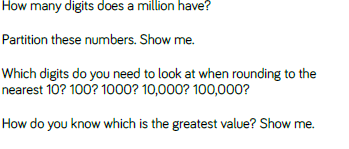 How many digits does a million have?
Partition these numbers. Show me.
Which digits do you need to look at when rounding to the
nearest 10? 100? 1000? 10,000? 100,000?
How do you know which is the greatest value? Show me.